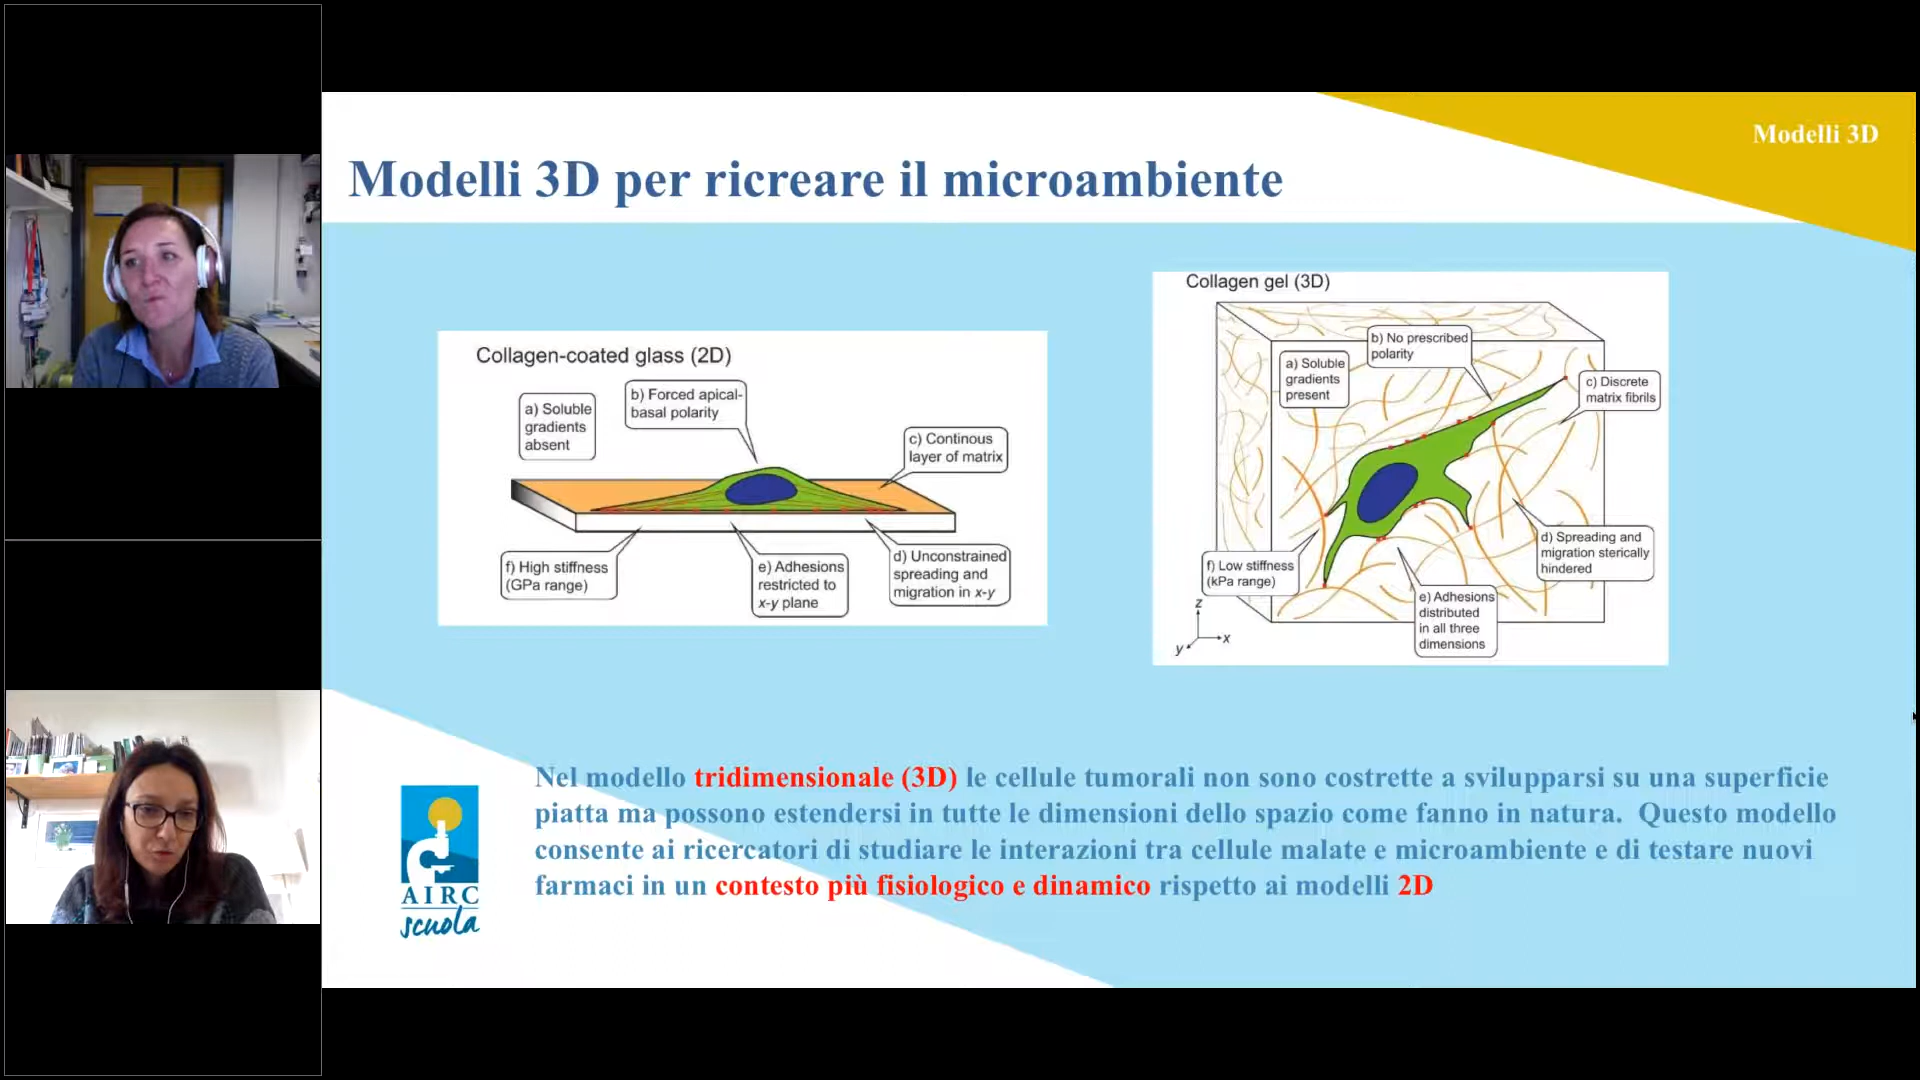 Modelli 3D
Modelli 3D per ricreare il microambiente
Collagen-coated glass (2D)
a) Soluble
gradients
absent
b) Forced apical-
basal polarity
c) Continous
layer of matrix
d) Unconstrained
spreading and
migration in x-y
e) Adhesions
restricted to
x-y plane
f) High stiffness
(GPa range)
Collagen gel (3D)
a) Soluble
gradients
present
b) No prescribed
polarity
c) Discrete
matrix fibrils
d) Spreading and
migration sterically
hindered
e) Adhesions
distributed
in all three
dimensions
f) Low stiffness
(kPa range)
z
x
y
Nel modello tridimensionale (3D) le cellule tumorali non sono costrette a svilupparsi su una superficie
piatta ma possono estendersi in tutte le dimensioni dello spazio come fanno in natura. Questo modello
consente ai ricercatori di studiare le interazioni tra cellule malate e microambiente e di testare nuovi
farmaci in un contesto più fisiologico e dinamico rispetto ai modelli 2D
AIRC
scuola